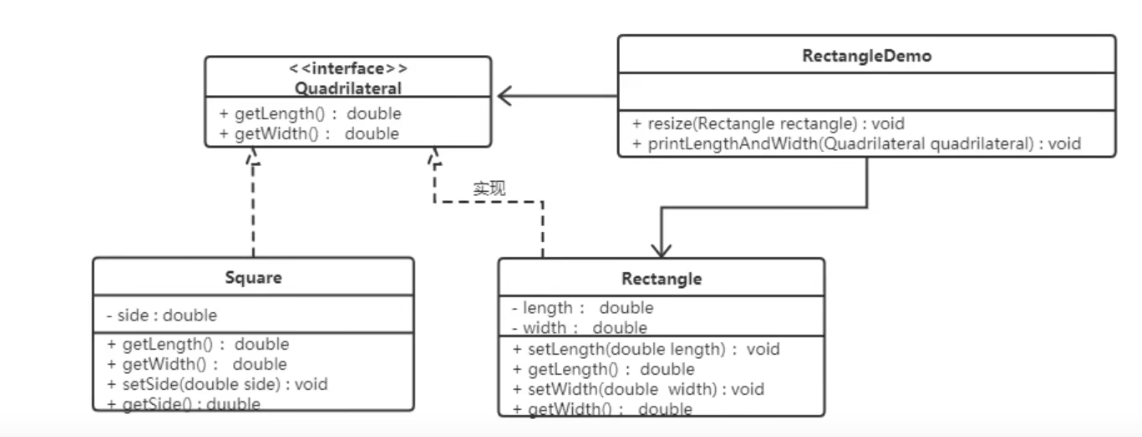 <<interface>>
Quadrilateral
+ getLength() : double
+ getWidth() : double
RectangleDemo
+ resize(Rectangle rectangle) : void
+ printLengthAndWidth(Quadrilateral quadrilateral) : void
实现
Square
- side : double
+ getLength() : double
+ getWidth() : double
+ setSide(double side) : void
+ getSide() : duuble
Rectangle
- length : double
- width : double
+ setLength(double length) : void
+ getLength() : double
+ setWidth(double width) : void
+ getWidth() : double